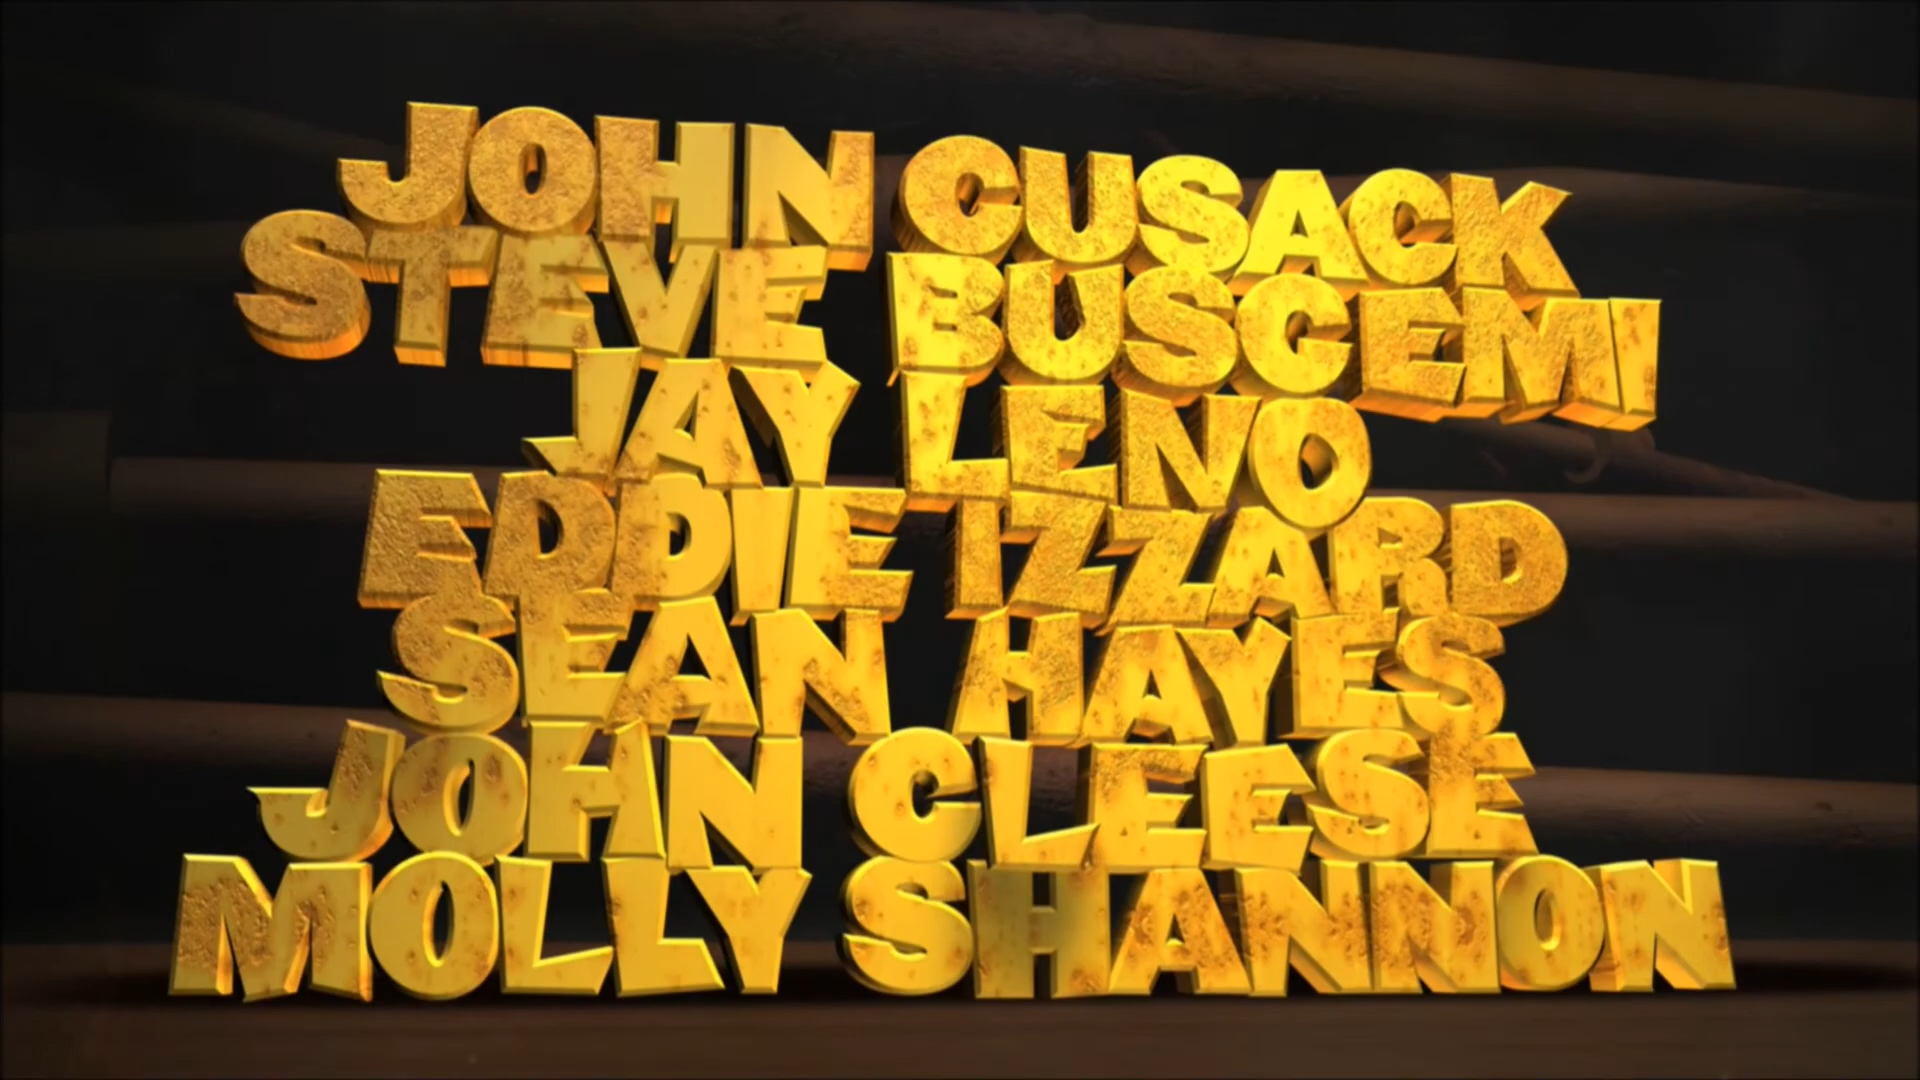 JOHN CUSACK
STEVE BUSCEMI
JAY LENO
EDDIE IZZARD
SEAN HAYES
JOHN CLEESE
MOLLY SHANNON